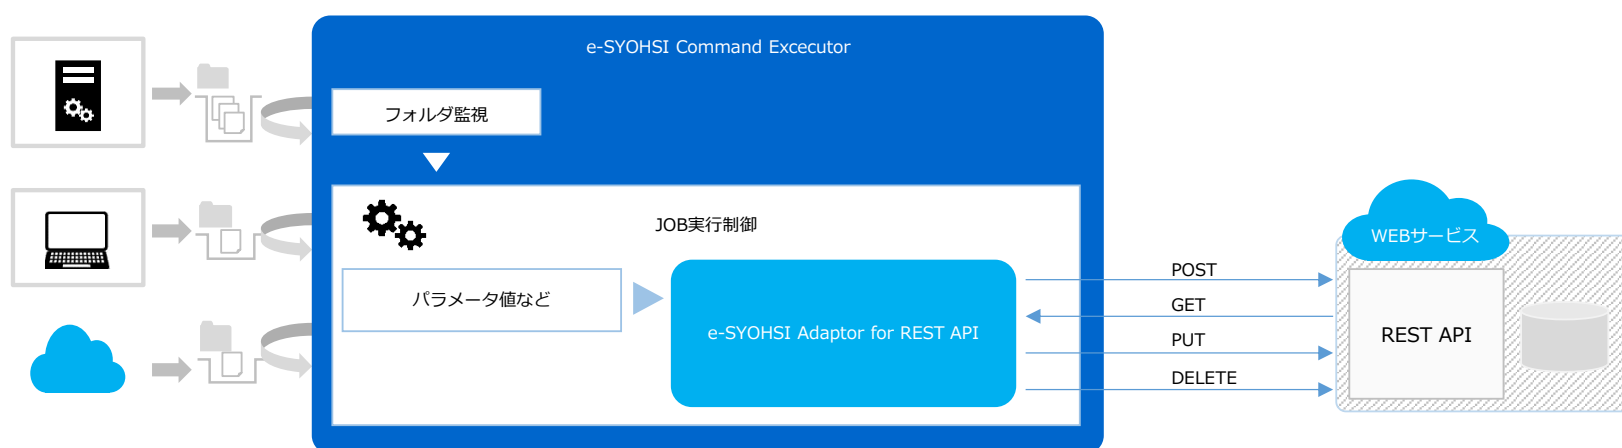 e-SYOHSI Command Excecutor
フォルダ監視
JOB実行制御
パラメータ値など
e-SYOHSI Adaptor for REST API
POST
GET
PUT
DELETE
WEBサービス
REST API